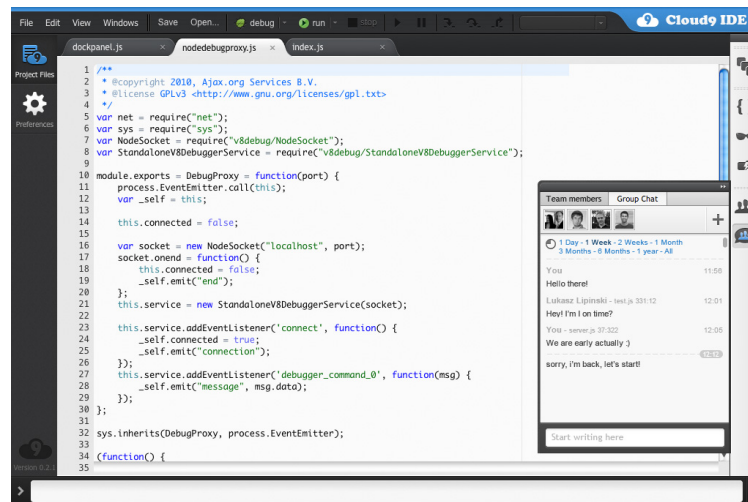 File Edit View Windows Save Open... debug run stop
Cloud9 IDE
dockpanel.js × nodedebugproxy.js × index.js ×
Project Files
Preferences
Version 0.2.1
1 /**
2 * @copyright 2010, Ajax.org Services B.V.
3 * @license GPLv3 <http://www.gnu.org/licenses/gpl.txt>
4 */
5 var net = require("net");
6 var sys = require("sys");
7 var NodeSocket = require("v8debug/NodeSocket");
8 var StandaloneV8DebuggerService = require("v8debug/StandaloneV8DebuggerService");
9
10 module.exports = DebugProxy = function(port) {
11 process.EventEmitter.call(this);
12 var _self = this;
13
14 this.connected = false;
15
16 var socket = new NodeSocket("localhost", port);
17 socket.onend = function() {
18 this.connected = false;
19 _self.emit("end");
20 };
21 this.service = new StandaloneV8DebuggerService(socket);
22
23 this.service.addEventListener('connect', function() {
24 _self.connected = true;
25 _self.emit("connection");
26 });
27 this.service.addEventListener('debugger_command_0', function(msg) {
28 _self.emit("message", msg.data);
29 });
30 };
31
32 sys.inherits(DebugProxy, process.EventEmitter);
33
34 (function() {
35
Team members Group Chat
1 Day - 1 Week - 2 Weeks - 1 Month
3 Months - 6 Months - 1 year - All
You 11:56
Hello there!
Lukasz Lipinski - test.js 331:12 12:01
Hey! I'm I on time?
You - server.js 37:322 12:05
We are early actually :)
12:12
sorry, i'm back, let's start!
Start writing here